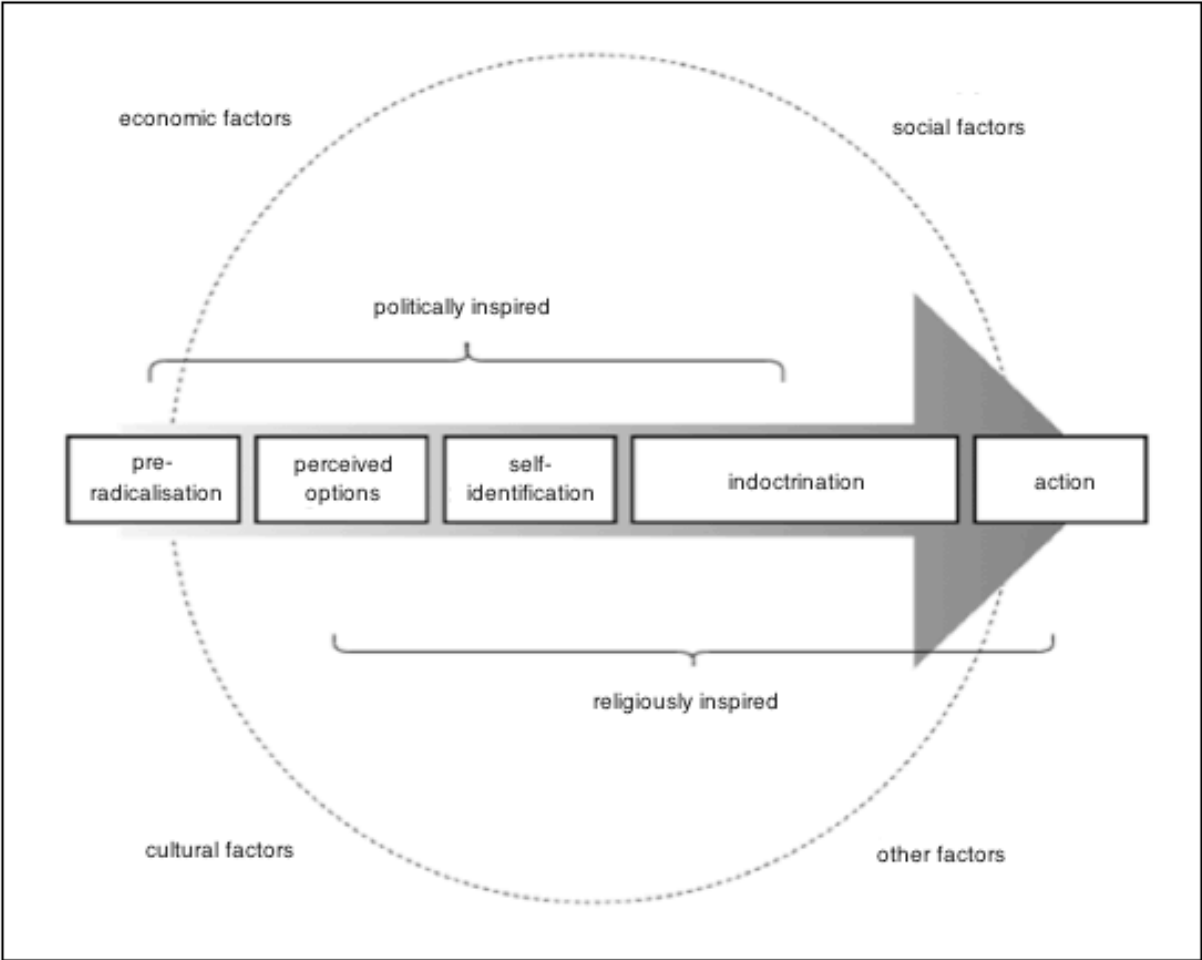 economic factors
social factors
politically inspired
pre-
radicalisation
perceived
options
self-
identification
indoctrination
action
religiously inspired
cultural factors
other factors